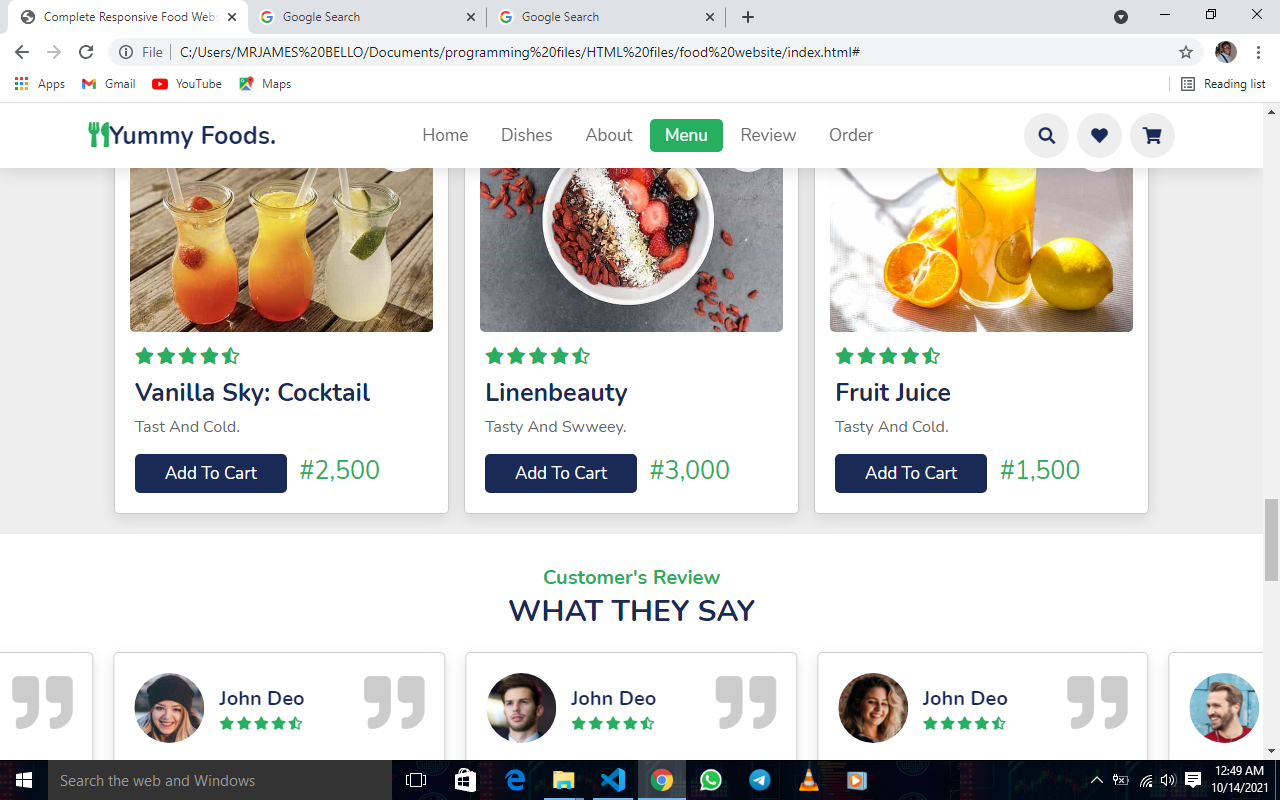 Complete Responsive Food Webs
Google Search
Google Search
File
C:/Users/MRJAMES%20BELLO/Documents/programming%20files/HTML%20files/food%20website/index.html#
Apps
Gmail
YouTube
Maps
Reading list
Yummy Foods.
Home
Dishes
About
Menu
Review
Order
Vanilla Sky: Cocktail
Linenbeauty
Fruit Juice
Tast And Cold.
Tasty And Swweey.
Tasty And Cold.
Add To Cart #2,500
Add To Cart #3,000
Add To Cart #1,500
Customer's Review
WHAT THEY SAY
John Deo
John Deo
John Deo
Search the web and Windows
12:49 AM
10/14/2021